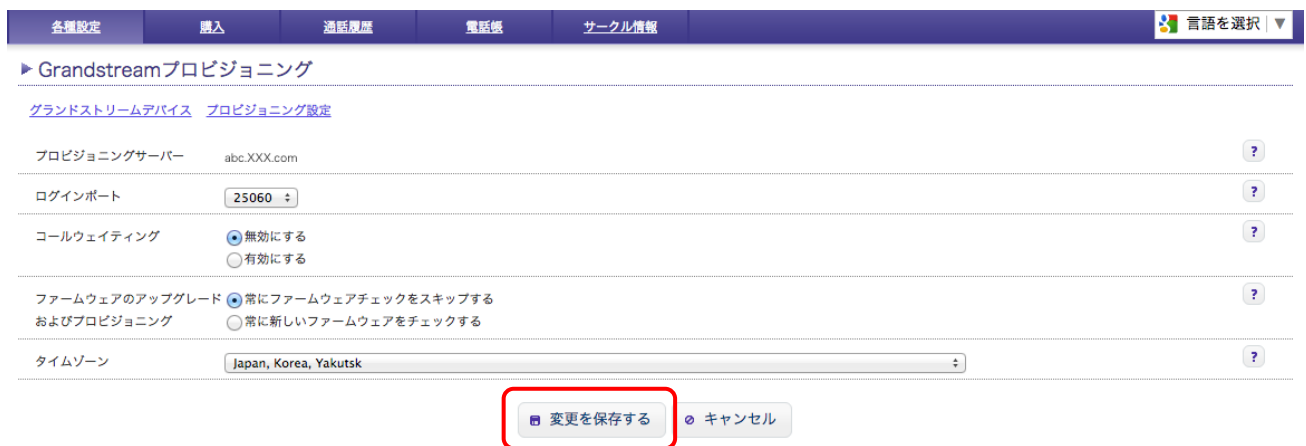 各種設定 購入 通話履歴 電話帳 サークル情報 言語を選択 ▼
Grandstreamプロビジョニング
グランドストリームデバイス プロビジョニング設定
プロビジョニングサーバー abc.XXX.com ?
ログインポート 25060 ?
コールウェイティング 無効にする ?
有効にする
ファームウェアのアップグレード 常にファームウェアチェックをスキップする ?
およびプロビジョニング 常に新しいファームウェアをチェックする
タイムゾーン Japan, Korea, Yakutsk ?
変更を保存する キャンセル